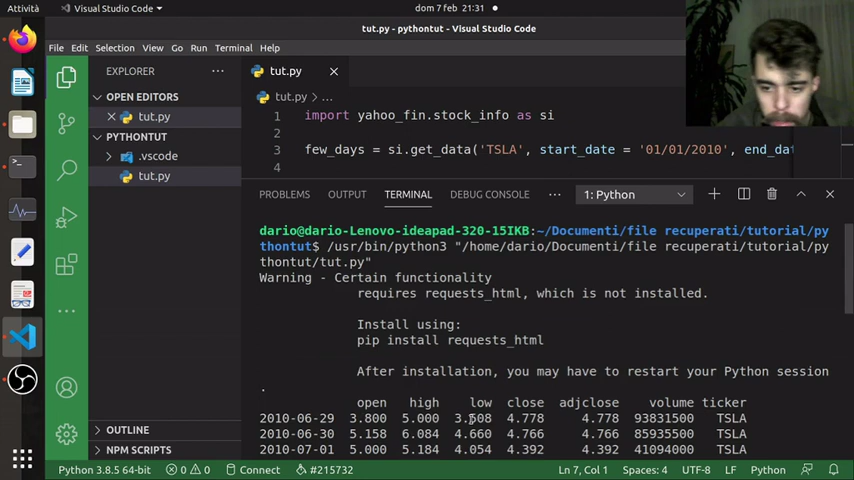 Attività
Visual Studio Code
dom 7 feb 21:31
tut.py - pythontut - Visual Studio Code
File Edit Selection View Go Run Terminal Help
EXPLORER
tut.py
OPEN EDITORS
tut.py
tut.py
PYTHONTUT
.vscode
tut.py
1 import yahoo_fin.stock_info as si
2
3 few_days = si.get_data('TSLA', start_date = '01/01/2010', end_dat
4
PROBLEMS OUTPUT TERMINAL DEBUG CONSOLE 1: Python
dario@dario-Lenovo-ideapad-320-15IKB:~/Documenti/file recuperati/tutorial/py
thontut$ /usr/bin/python3 "/home/dario/Documenti/file recuperati/tutorial/py
thontut/tut.py"
Warning - Certain functionality
requires requests_html, which is not installed.
Install using:
pip install requests_html
After installation, you may have to restart your Python session
.
open high low close adjclose volume ticker
2010-06-29 3.800 5.000 3.508 4.778 4.778 93831500 TSLA
2010-06-30 5.158 6.084 4.660 4.766 4.766 85935500 TSLA
2010-07-01 5.000 5.184 4.054 4.392 4.392 41094000 TSLA
OUTLINE
NPM SCRIPTS
Python 3.8.5 64-bit 0 0 Connect #215732 Ln 7, Col 1 Spaces: 4 UTF-8 LF Python